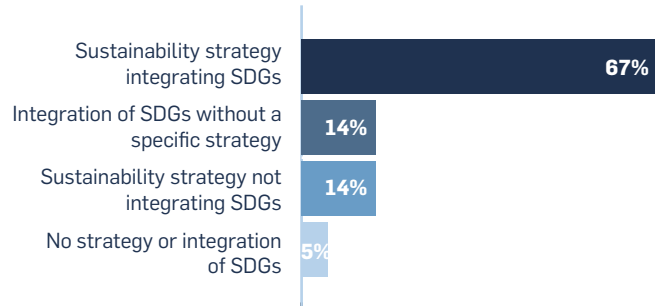 Sustainability strategy
integrating SDGs
67%
Integration of SDGs without a
specific strategy
14%
Sustainability strategy not
integrating SDGs
14%
No strategy or integration
of SDGs
5%